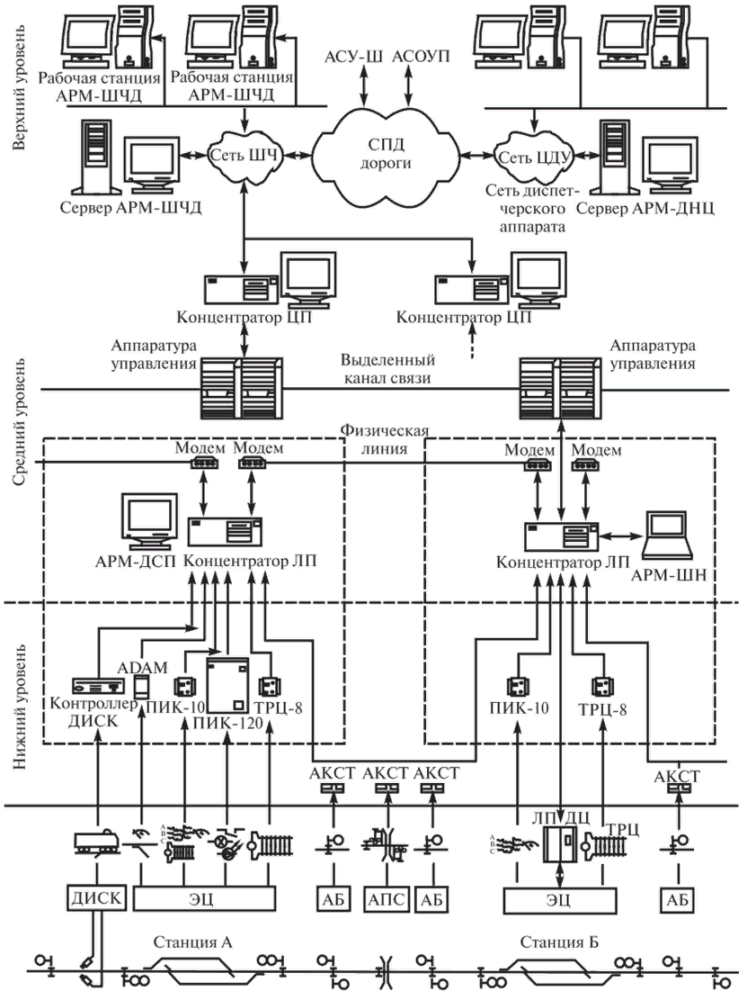 Верхний уровень
Рабочая станция
АРМ-ШЧД
Рабочая станция
АРМ-ШЧД
АСУ-Ш
АСОУП
СПД
дороги
Сеть ШЧ
Сеть ЦДУ
Сервер АРМ-ШЧД
Сеть диспет-
черского
аппарата
Сервер АРМ-ДНЦ
Концентратор ЦП
Концентратор ЦП
Средний уровень
Аппаратура
управления
Выделенный
канал связи
Аппаратура
управления
Физическая
линия
Модем
Модем
Модем
Модем
АРМ-ДСП
Концентратор ЛП
Концентратор ЛП
АРМ-ШН
Нижний уровень
Контроллер
ДИСК
ADAM
ПИК-10
ПИК-120
ТРЦ-8
ПИК-10
ТРЦ-8
АКСТ
АКСТ
АКСТ
АКСТ
А
В
С
А
В
С
ЛП ДЦ
ТРЦ
ДИСК
ЭЦ
АБ
АПС
АБ
ЭЦ
АБ
Станция А
Станция Б